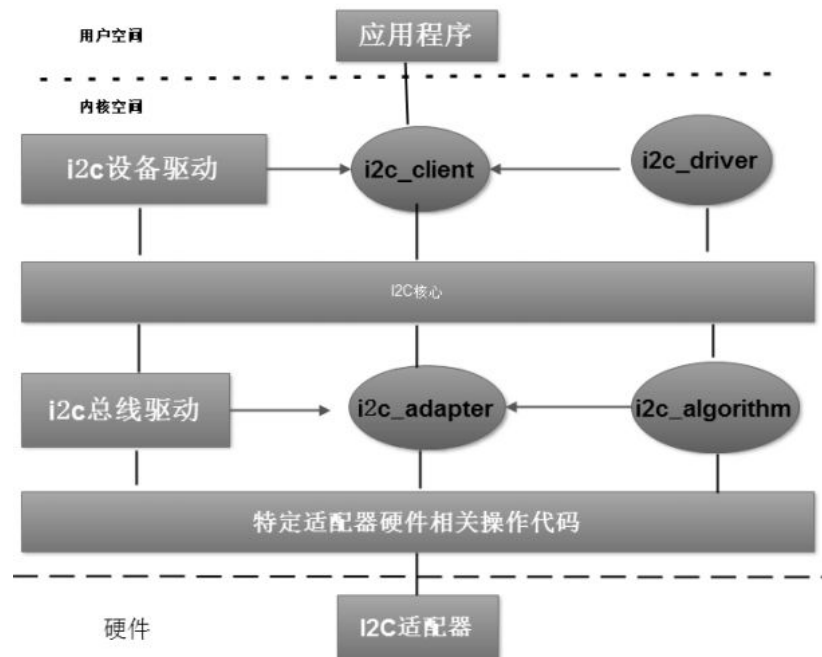 用户空间
应用程序
内核空间
i2c设备驱动
i2c_client
i2c_driver
I2C核心
i2c总线驱动
i2c_adapter
i2c_algorithm
特定适配器硬件相关操作代码
硬件
I2C适配器